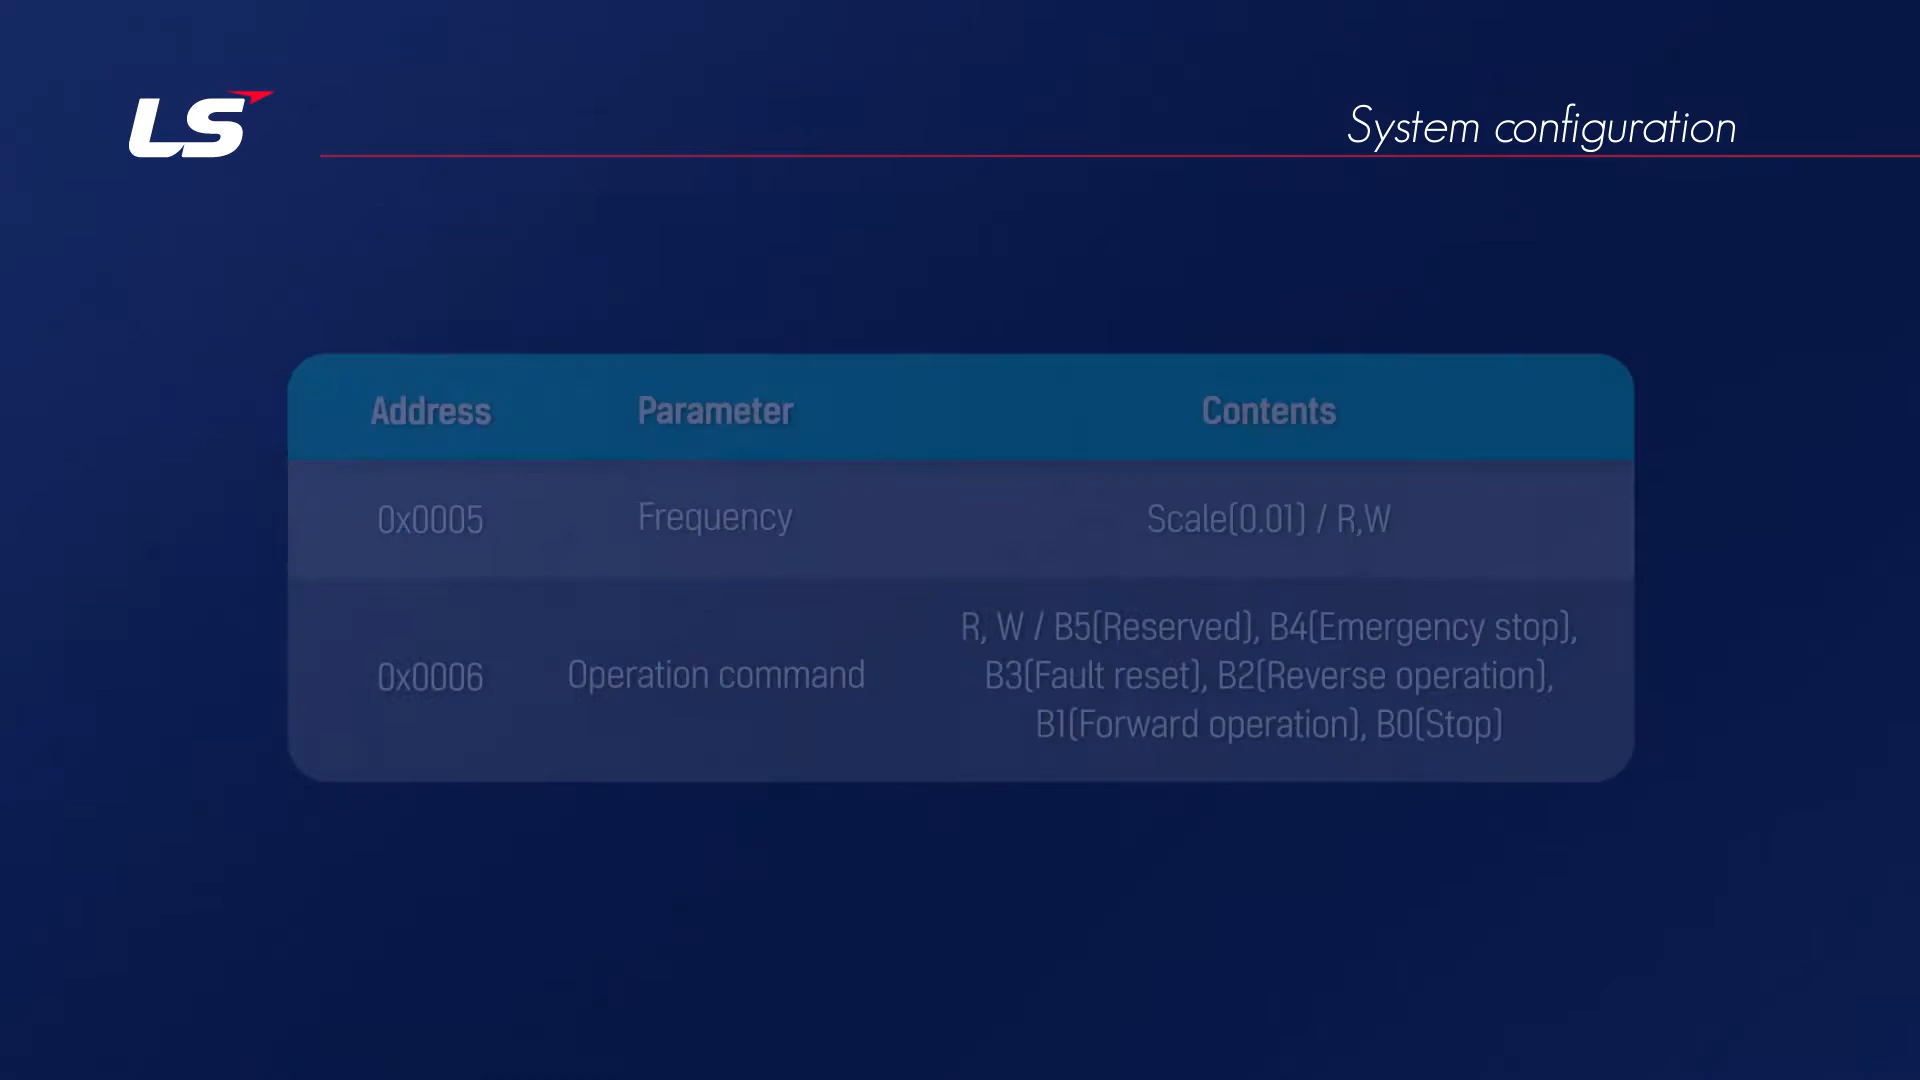 LS
System configuration
Address Parameter Contents
0x0005 Frequency Scale(0.01) / R,W
0x0006 Operation command R, W / B5(Reserved), B4(Emergency stop),
B3(Fault reset), B2(Reverse operation),
B1(Forward operation), B0(Stop)